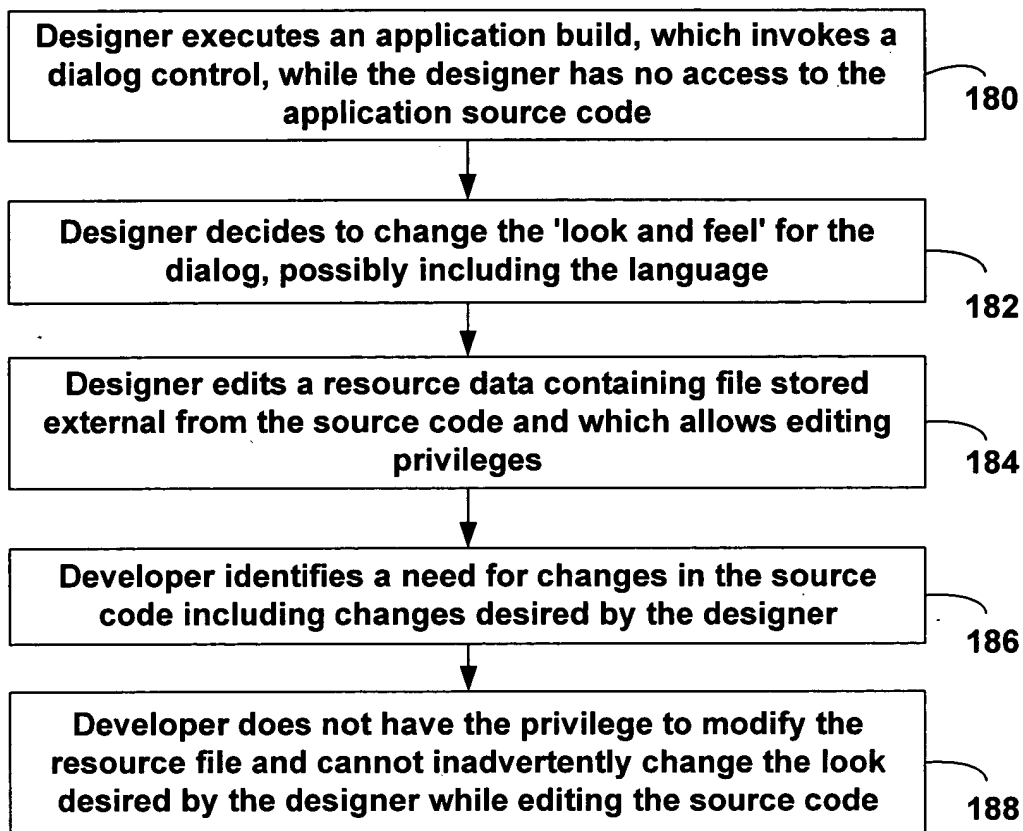 Designer executes an application build, which invokes a
dialog control, while the designer has no access to the
application source code
180
Designer decides to change the 'look and feel' for the
dialog, possibly including the language
182
Designer edits a resource data containing file stored
external from the source code and which allows editing
privileges
184
Developer identifies a need for changes in the source
code including changes desired by the designer
186
Developer does not have the privilege to modify the
resource file and cannot inadvertently change the look
desired by the designer while editing the source code
188